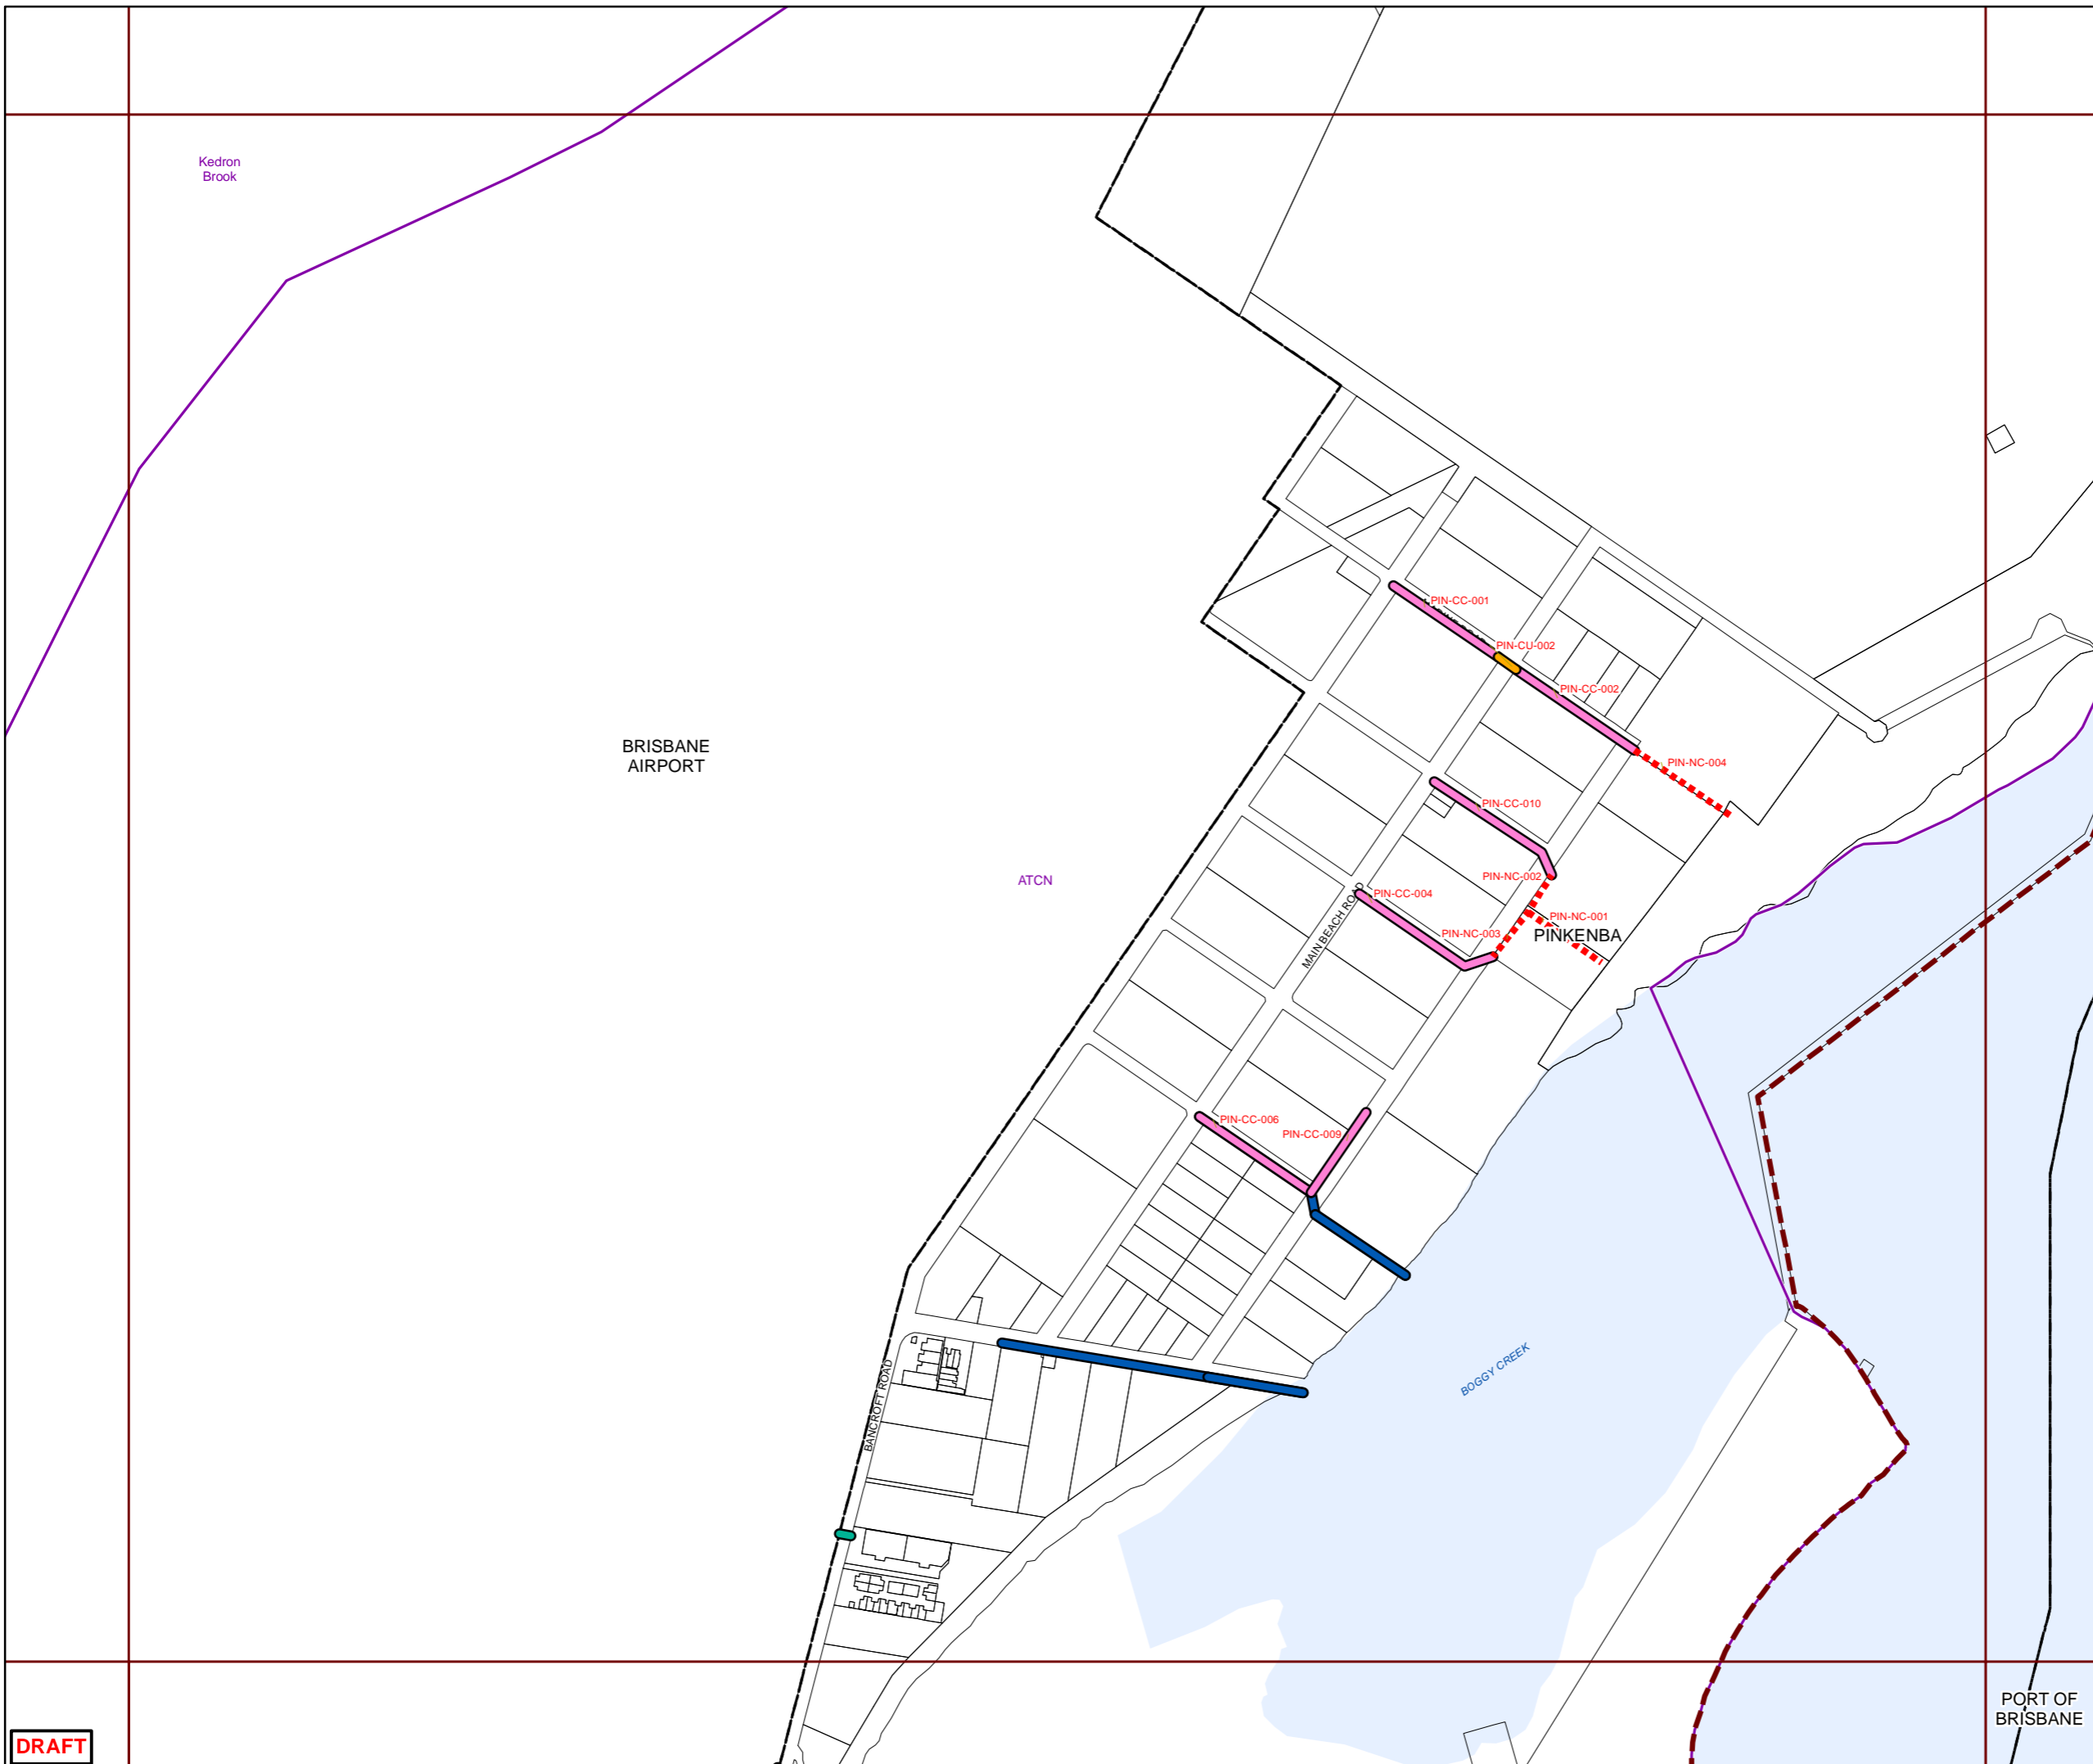 Kedron
Brook
PIN-CC-001
PIN-CU-002
PIN-CC-002
BRISBANE
AIRPORT
PIN-NC-004
PIN-CC-010
ATCN
PIN-NC-002
PIN-CC-004
PIN-NC-001
PIN-NC-003
PINKENBA
MAIN BEACH ROAD
PIN-CC-006
PIN-CC-009
BOGGY CREEK
BANCROFT ROAD
PORT OF
BRISBANE
DRAFT